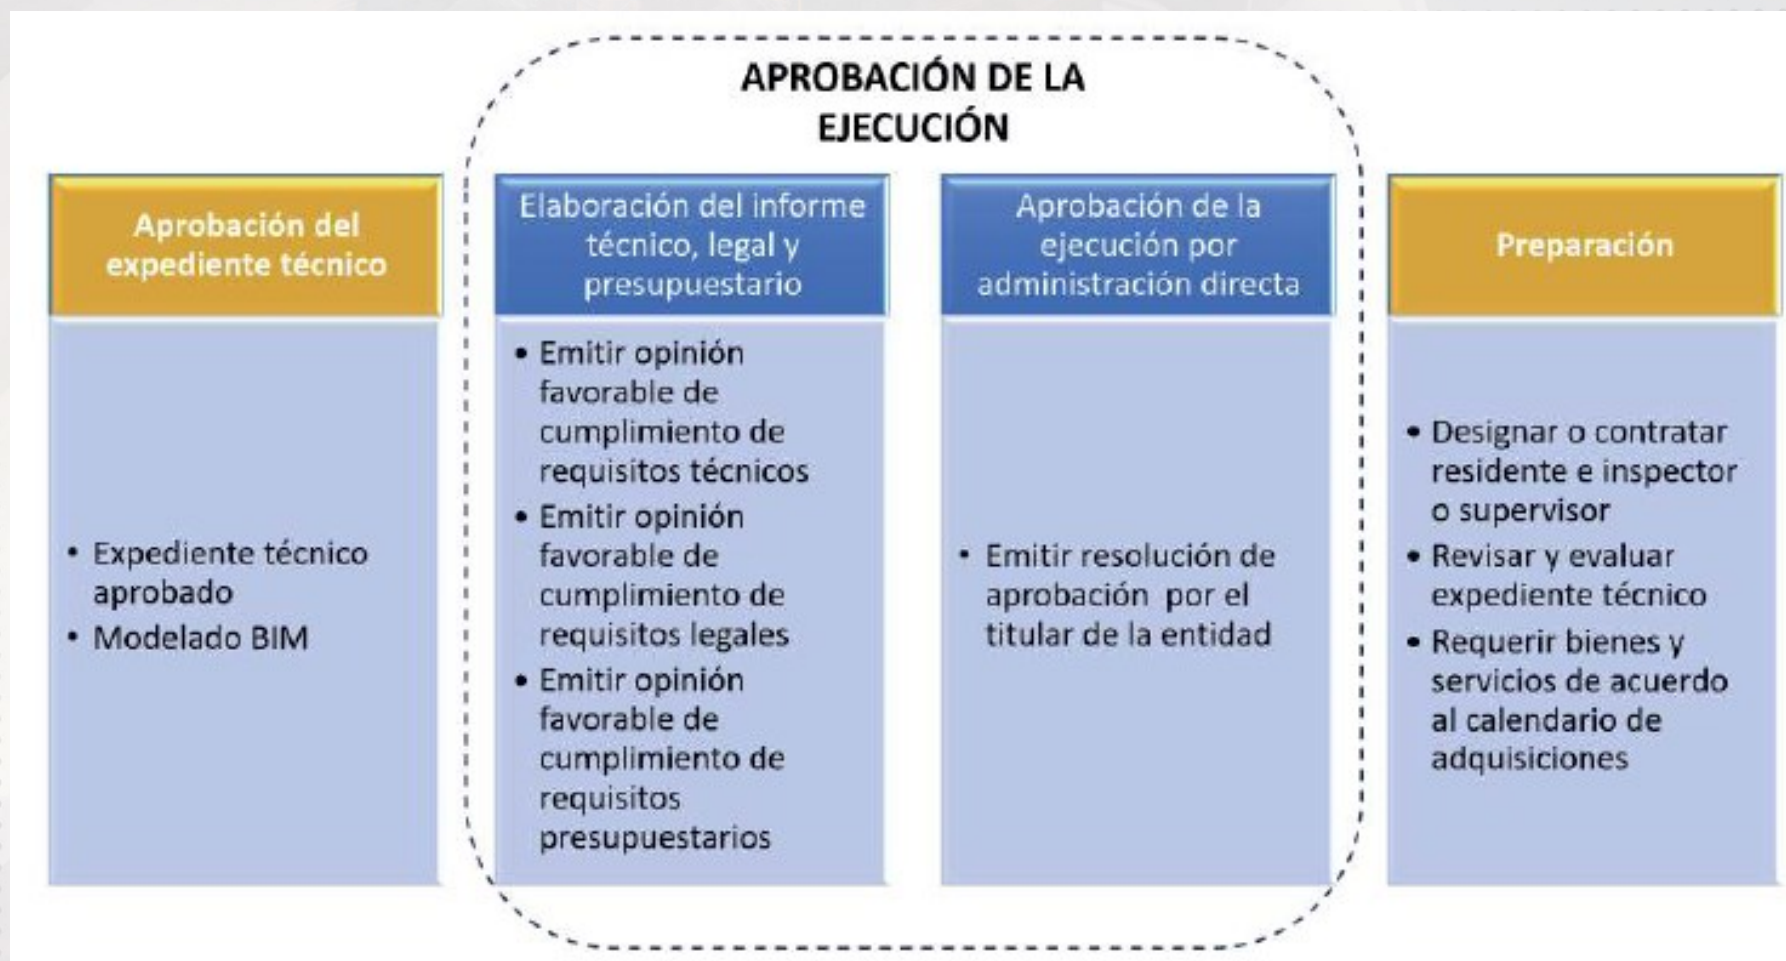 APROBACIÓN DE LA
EJECUCIÓN
Aprobación del
expediente técnico
• Expediente técnico
aprobado
• Modelado BIM
Elaboración del informe
técnico, legal y
presupuestario
• Emitir opinión
favorable de
cumplimiento de
requisitos técnicos
• Emitir opinión
favorable de
cumplimiento de
requisitos legales
• Emitir opinión
favorable de
cumplimiento de
requisitos
presupuestarios
Aprobación de la
ejecución por
administración directa
• Emitir resolución de
aprobación por el
titular de la entidad
Preparación
• Designar o contratar
residente e inspector
o supervisor
• Revisar y evaluar
expediente técnico
• Requerir bienes y
servicios de acuerdo
al calendario de
adquisiciones